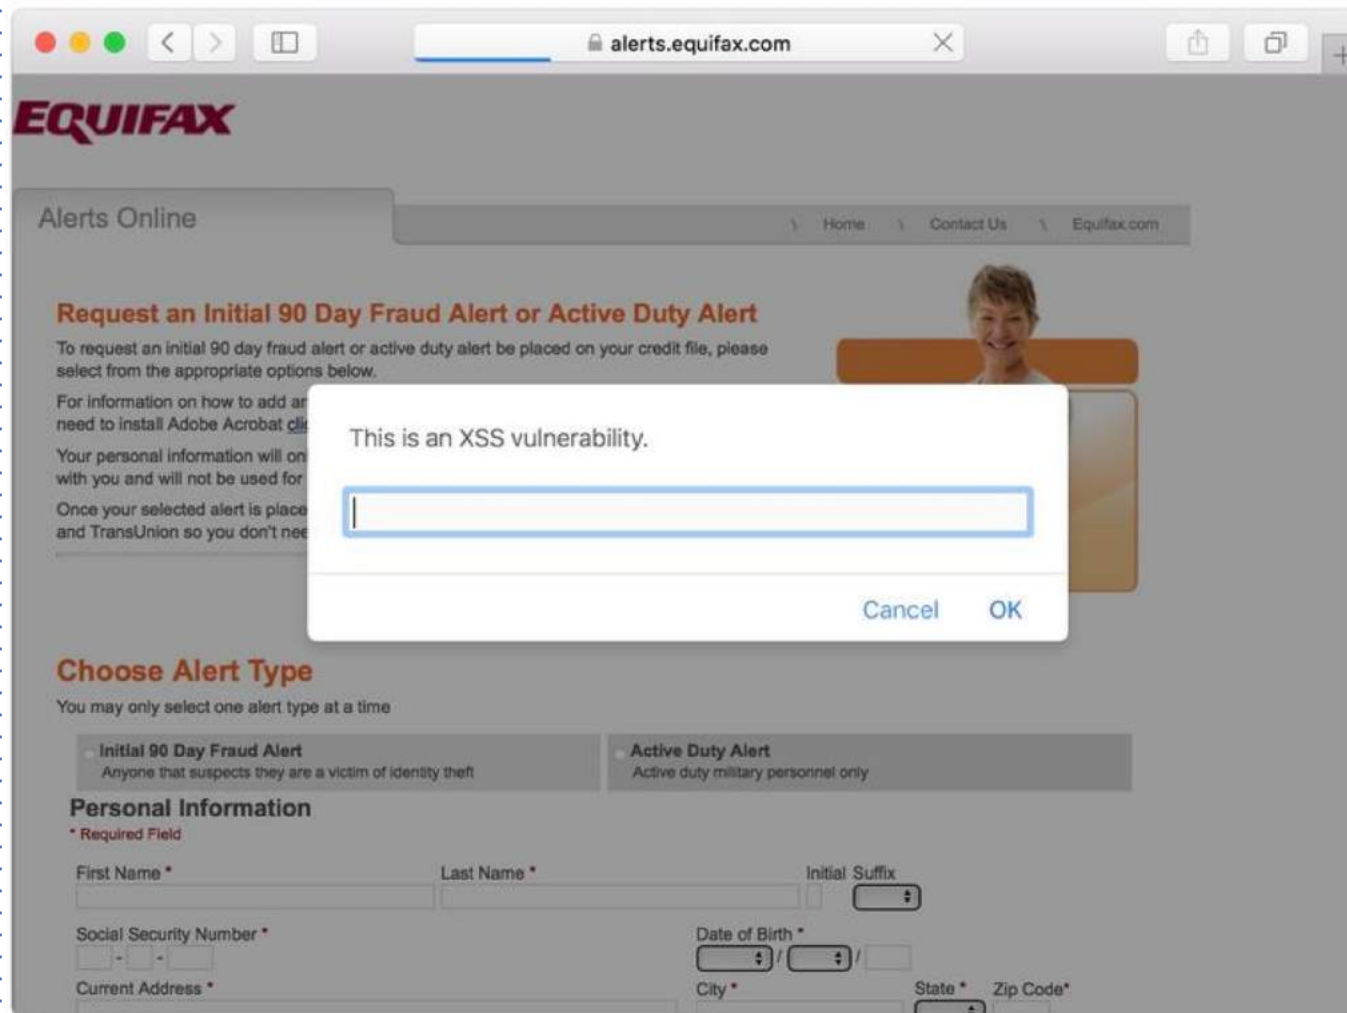 alerts.equifax.com
EQUIFAX
Alerts Online
\ Home \ Contact Us \ Equifax.com
Request an Initial 90 Day Fraud Alert or Active Duty Alert
To request an initial 90 day fraud alert or active duty alert be placed on your credit file, please
select from the appropriate options below.
For information on how to add an
need to install Adobe Acrobat
Your personal information will on
with you and will not be used for
Once your selected alert is place
and TransUnion so you don't nee
This is an XSS vulnerability.
Cancel OK
Choose Alert Type
You may only select one alert type at a time
Initial 90 Day Fraud Alert Active Duty Alert
Anyone that suspects they are a victim of identity theft Active duty military personnel only
Personal Information
* Required Field
First Name * Last Name * Initial Suffix
Social Security Number * Date of Birth *
- - / /
Current Address * City * State * Zip Code*